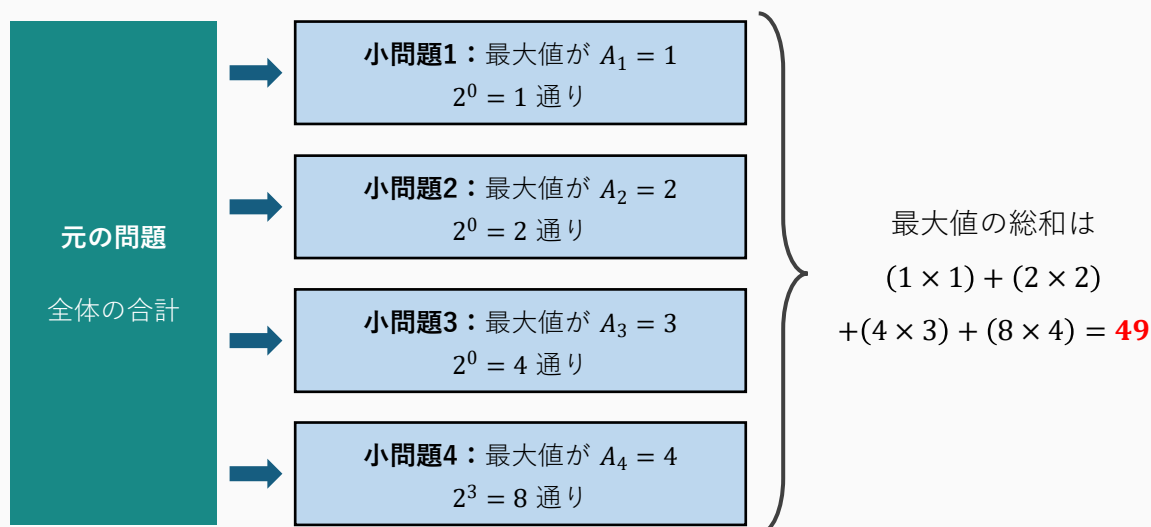 元の問題
全体の合計
小問題1：最大値が A₁ = 1
2⁰ = 1 通り
小問題2：最大値が A₂ = 2
2⁰ = 2 通り
小問題3：最大値が A₃ = 3
2⁰ = 4 通り
小問題4：最大値が A₄ = 4
2³ = 8 通り
最大値の総和は
(1 × 1) + (2 × 2)
+(4 × 3) + (8 × 4) = 49